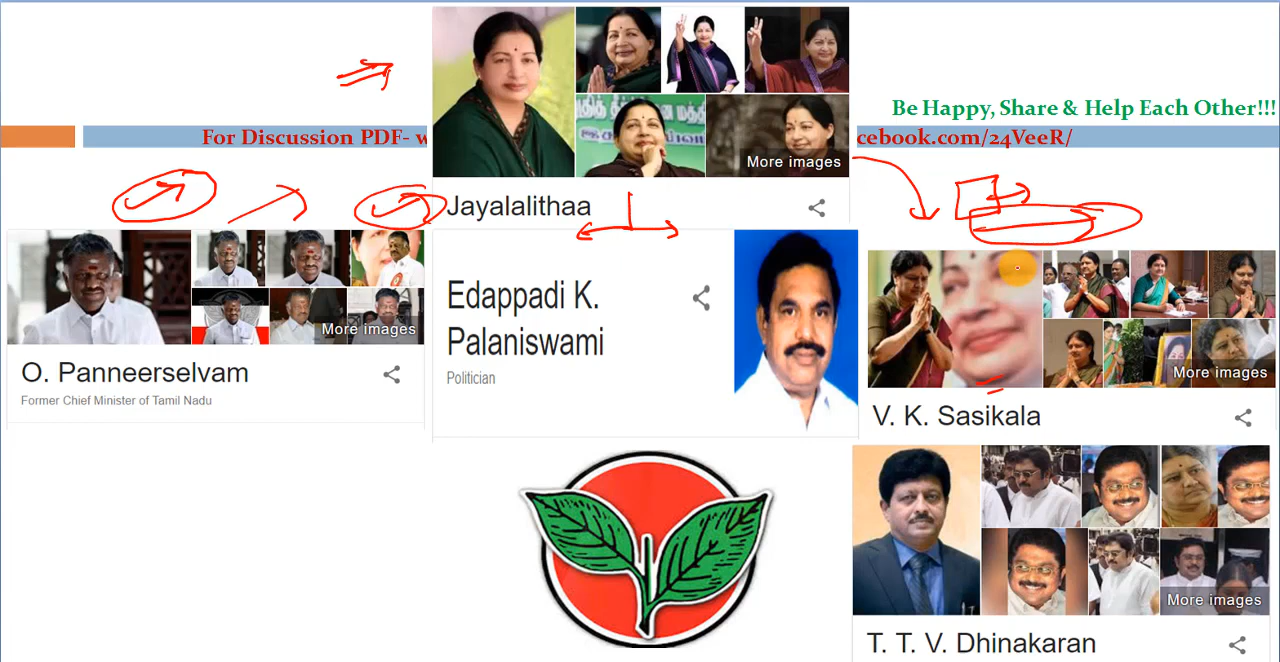 More images
Be Happy, Share & Help Each Other!!!
For Discussion PDF- w
cebook.com/24VeeR/
Jayalalithaa
More images
O. Panneerselvam
Former Chief Minister of Tamil Nadu
Edappadi K.
Palaniswami
Politician
More images
V. K. Sasikala
More images
T. T. V. Dhinakaran